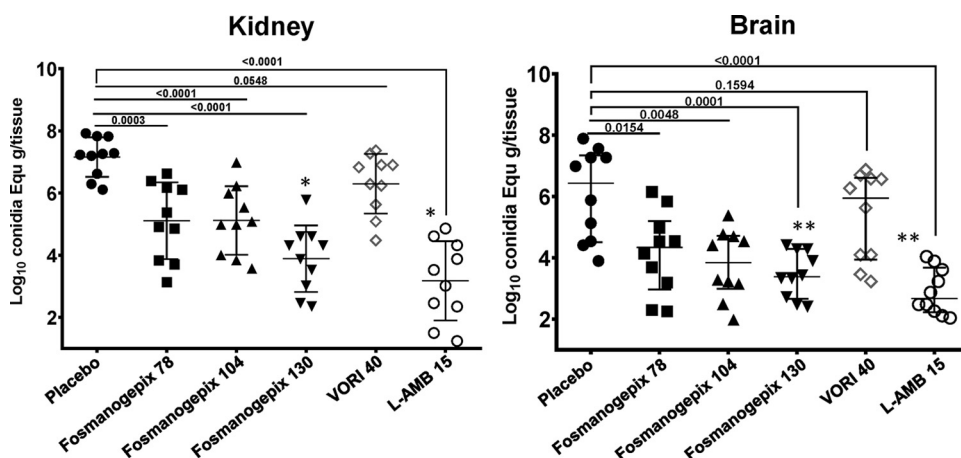 Kidney
<0.0001
0.0548
<0.0001
<0.0001
0.0003
Log10 conidia Equ g/tissue
10
8
6
4
2
*
*
Placebo
Fosmanogepix 78
Fosmanogepix 104
Fosmanogepix 130
VORI 40
L-AMB 15
Brain
<0.0001
0.1594
0.0001
0.0048
0.0154
Log10 conidia Equ g/tissue
10
8
6
4
2
**
**
Placebo
Fosmanogepix 78
Fosmanogepix 104
Fosmanogepix 130
VORI 40
L-AMB 15